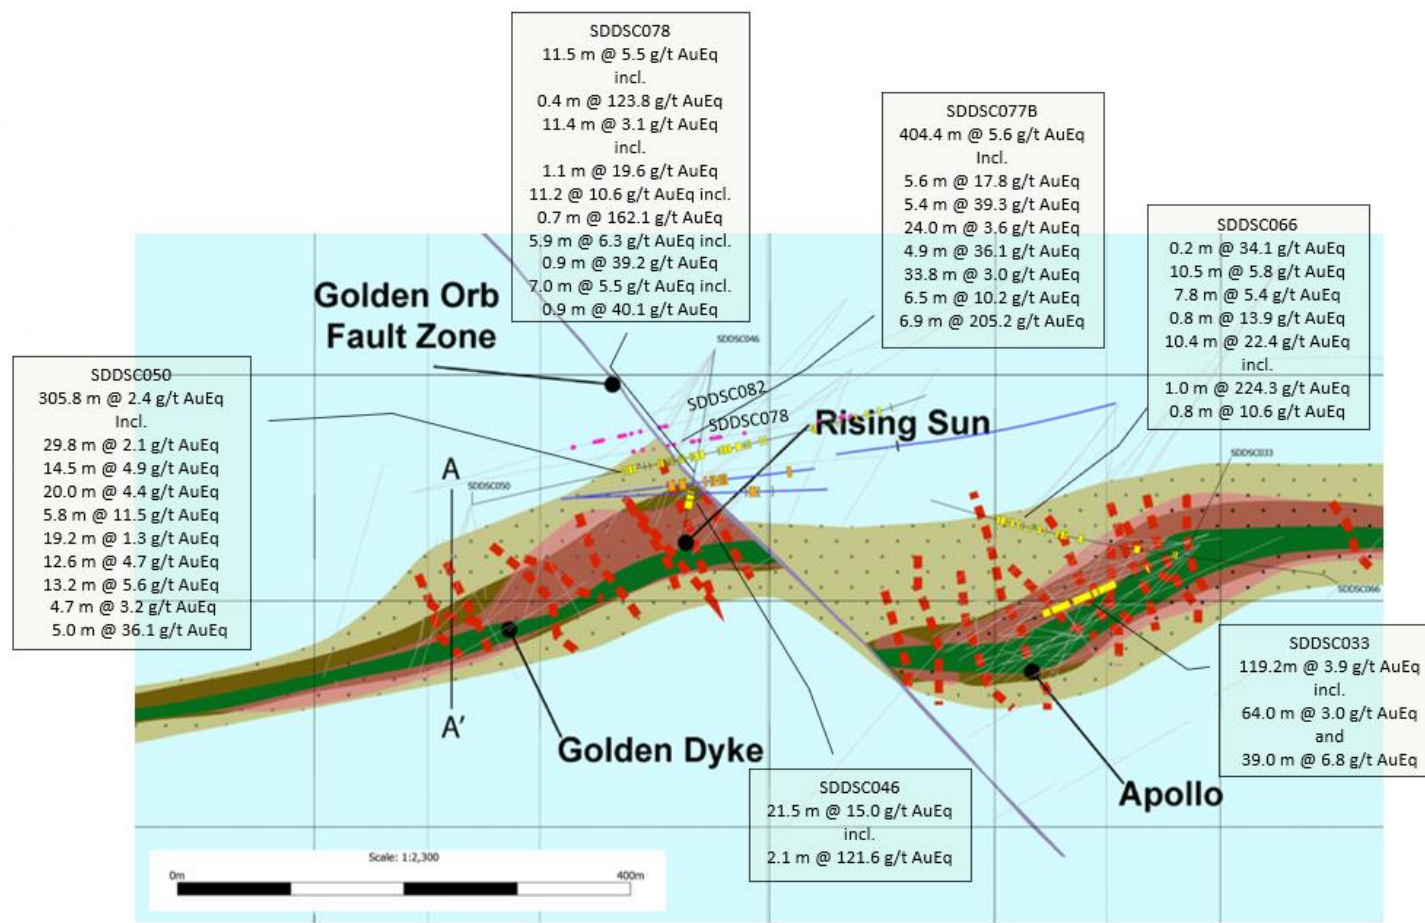 SDDSC078
11.5 m @ 5.5 g/t AuEq
incl.
0.4 m @ 123.8 g/t AuEq
11.4 m @ 3.1 g/t AuEq
incl.
1.1 m @ 19.6 g/t AuEq
11.2 @ 10.6 g/t AuEq incl.
0.7 m @ 162.1 g/t AuEq
5.9 m @ 6.3 g/t AuEq incl.
0.9 m @ 39.2 g/t AuEq
7.0 m @ 5.5 g/t AuEq incl.
0.9 m @ 40.1 g/t AuEq
SDDSC077B
404.4 m @ 5.6 g/t AuEq
Incl.
5.6 m @ 17.8 g/t AuEq
5.4 m @ 39.3 g/t AuEq
24.0 m @ 3.6 g/t AuEq
4.9 m @ 36.1 g/t AuEq
33.8 m @ 3.0 g/t AuEq
6.5 m @ 10.2 g/t AuEq
6.9 m @ 205.2 g/t AuEq
SDDSC066
0.2 m @ 34.1 g/t AuEq
10.5 m @ 5.8 g/t AuEq
7.8 m @ 5.4 g/t AuEq
0.8 m @ 13.9 g/t AuEq
10.4 m @ 22.4 g/t AuEq
incl.
1.0 m @ 224.3 g/t AuEq
0.8 m @ 10.6 g/t AuEq
Golden Orb
Fault Zone
SDDSC046
SDDSC050
305.8 m @ 2.4 g/t AuEq
Incl.
29.8 m @ 2.1 g/t AuEq
14.5 m @ 4.9 g/t AuEq
20.0 m @ 4.4 g/t AuEq
5.8 m @ 11.5 g/t AuEq
19.2 m @ 1.3 g/t AuEq
12.6 m @ 4.7 g/t AuEq
13.2 m @ 5.6 g/t AuEq
4.7 m @ 3.2 g/t AuEq
5.0 m @ 36.1 g/t AuEq
SDDSC082
SDDSC078
Rising Sun
SDDSC033
A
SDDSC050
SDDSC066
A'
Golden Dyke
SDDSC033
119.2m @ 3.9 g/t AuEq
incl.
64.0 m @ 3.0 g/t AuEq
and
39.0 m @ 6.8 g/t AuEq
SDDSC046
21.5 m @ 15.0 g/t AuEq
incl.
2.1 m @ 121.6 g/t AuEq
Apollo
Scale: 1:2,300
0m
400m